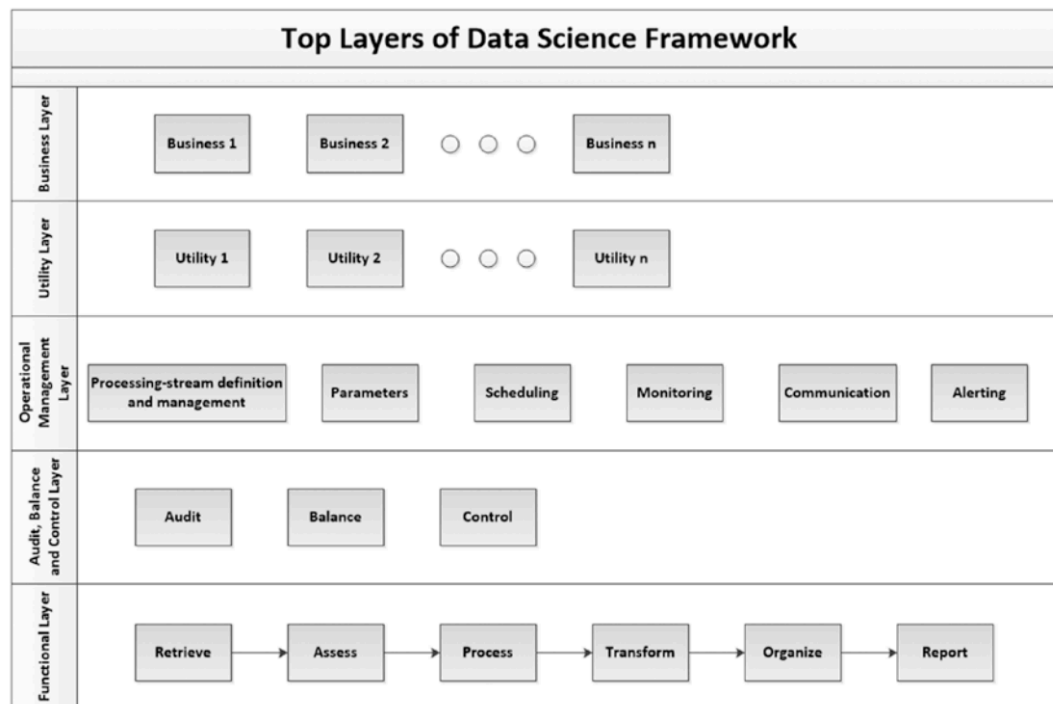 Top Layers of Data Science Framework
Business Layer
Business 1
Business 2
Business n
Utility Layer
Utility 1
Utility 2
Utility n
Operational
Management
Layer
Processing-stream definition
and management
Parameters
Scheduling
Monitoring
Communication
Alerting
Audit, Balance
and Control Layer
Audit
Balance
Control
Functional Layer
Retrieve
Assess
Process
Transform
Organize
Report